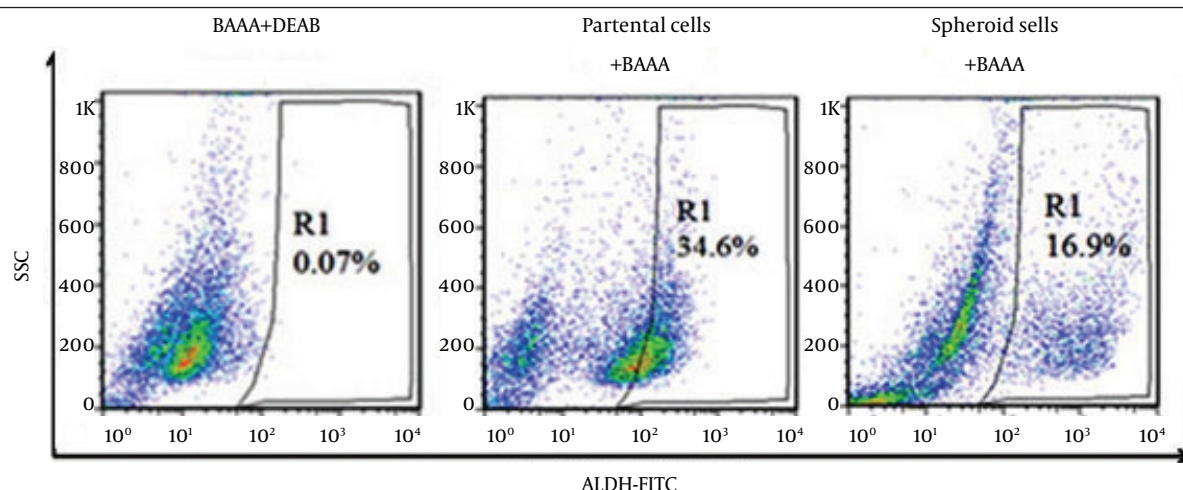 BAAA+DEAB
Partental cells
+BAAA
Spheroid sells
+BAAA
SSC
1K
800
600
400
200
0
R1
0.07%
10⁰ 10¹ 10² 10³ 10⁴
1K
800
600
400
200
0
R1
34.6%
10⁰ 10¹ 10² 10³ 10⁴
1K
800
600
400
200
0
R1
16.9%
10⁰ 10¹ 10² 10³ 10⁴
ALDH-FITC